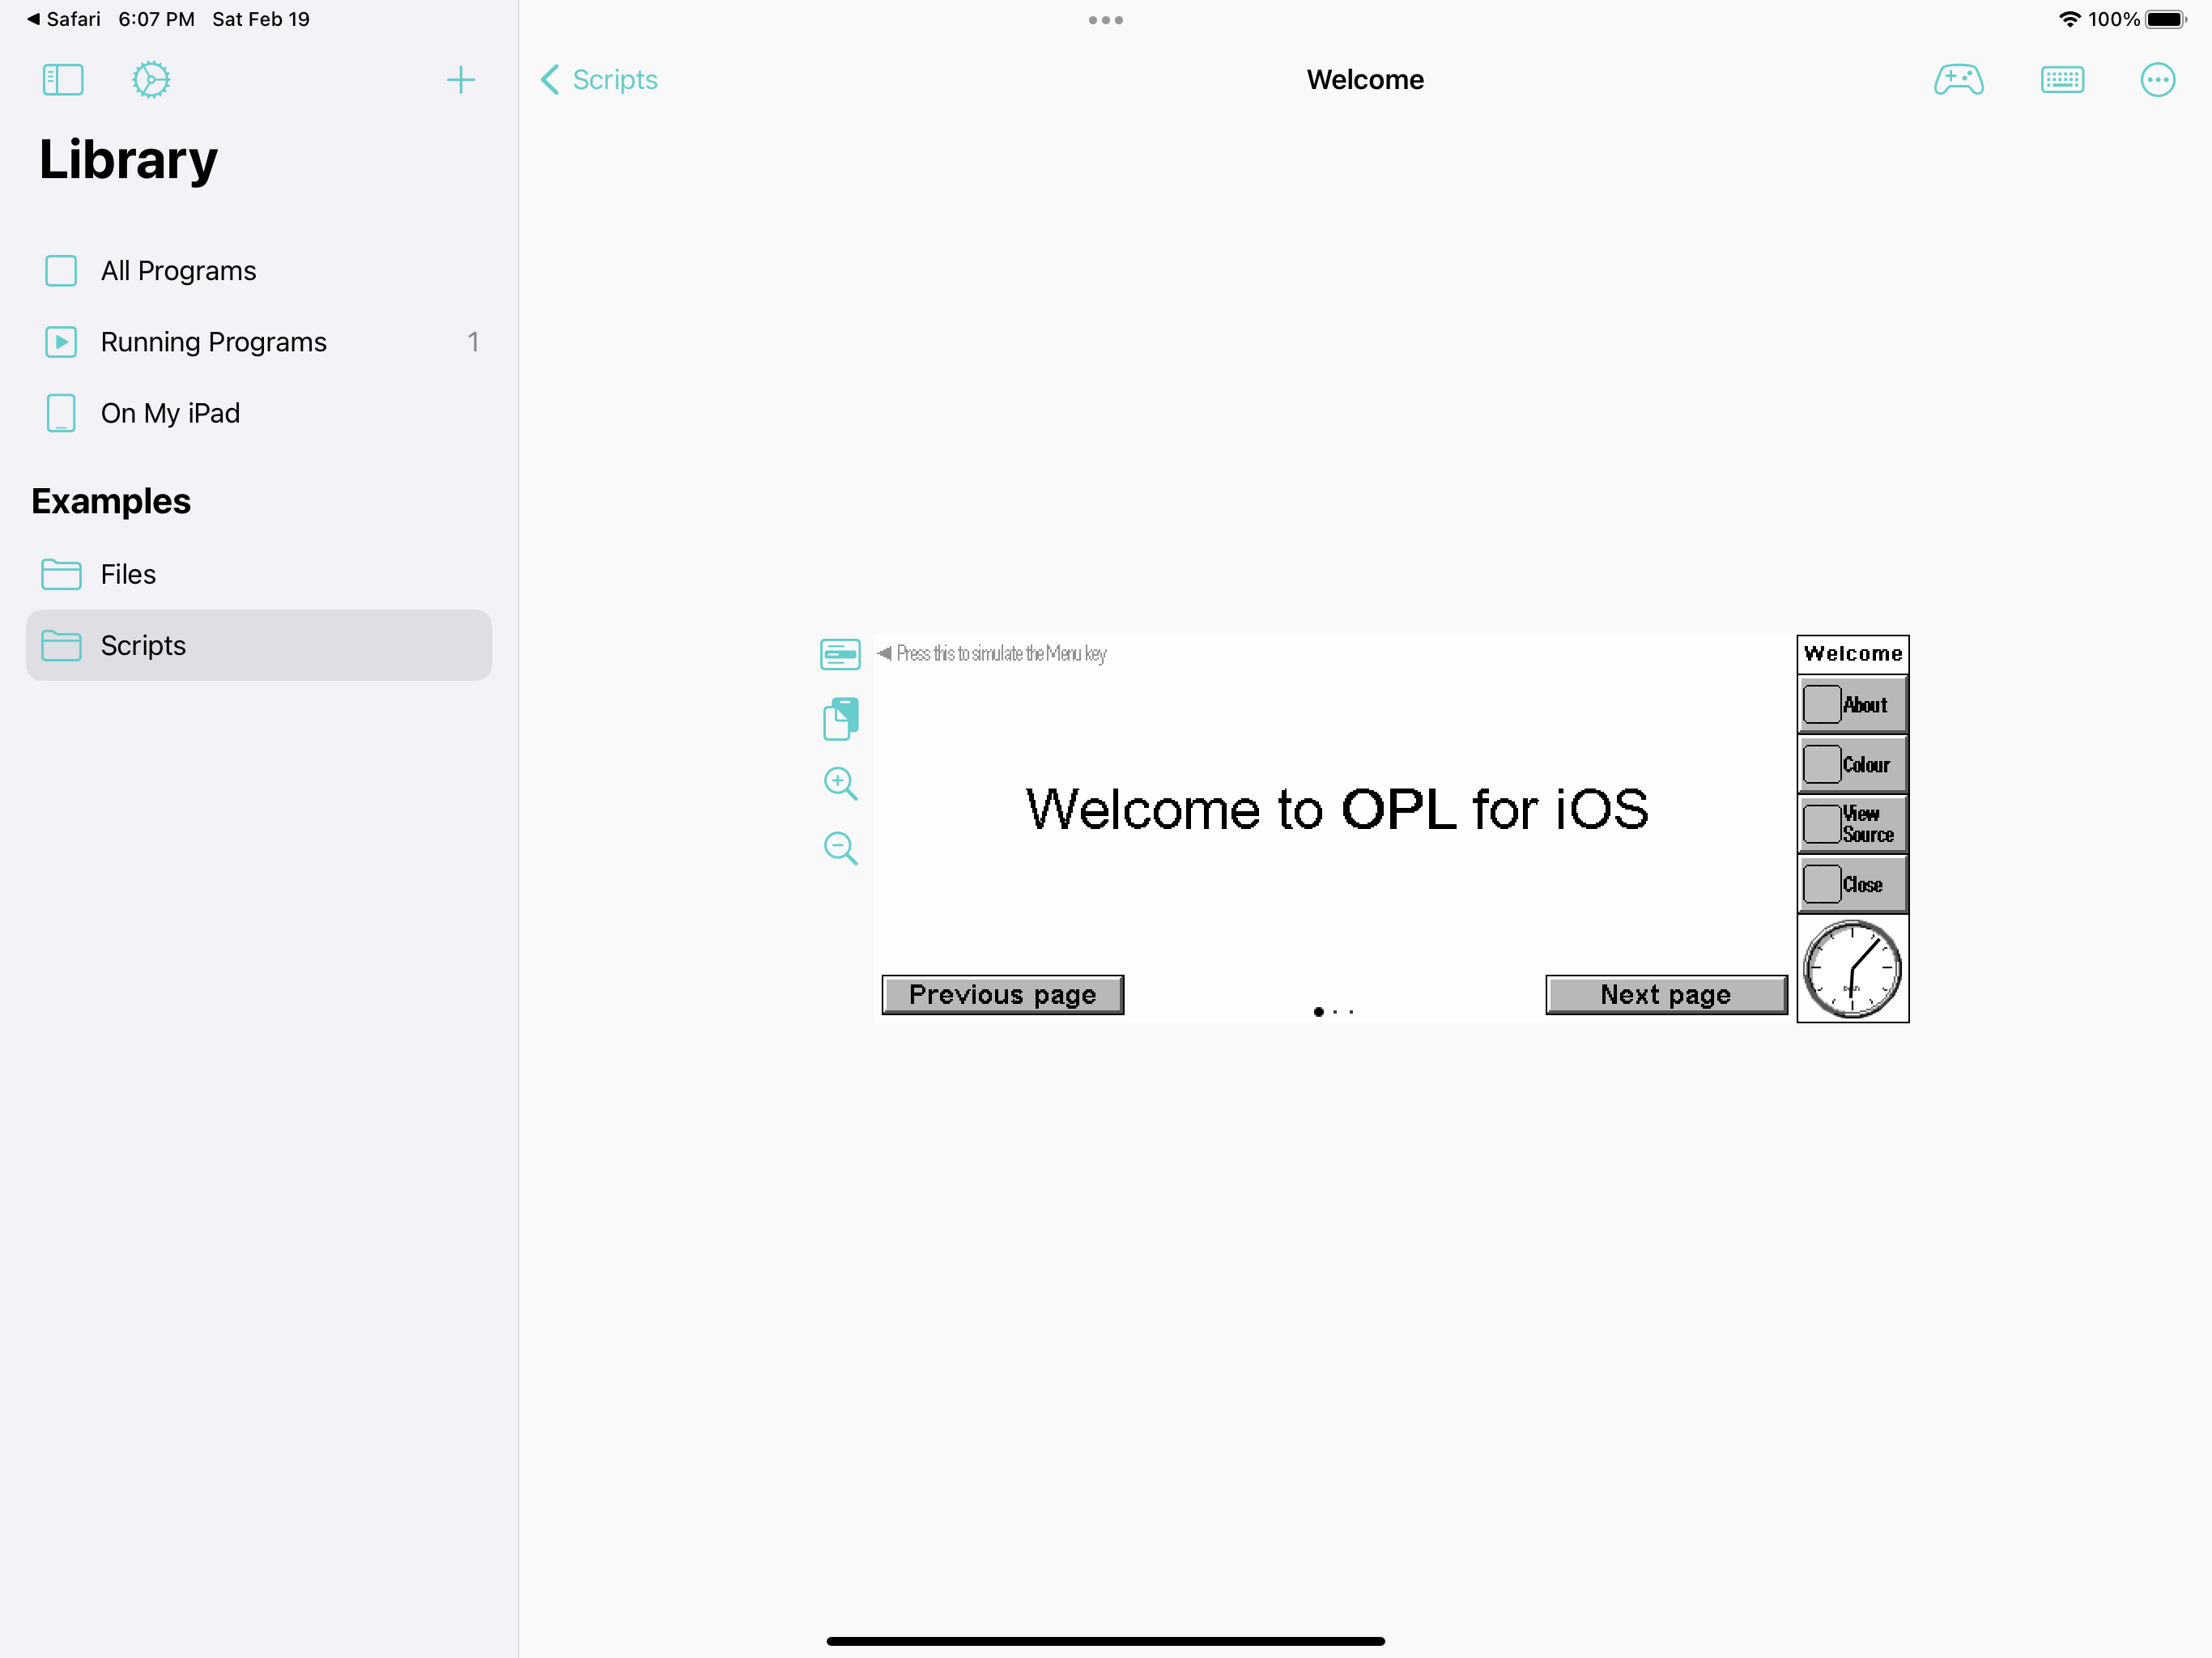 Safari 6:07 PM Sat Feb 19
100%
Library
All Programs
Running Programs 1
On My iPad
Examples
Files
Scripts
Scripts
Welcome
Press this to simulate the Menu key
Welcome to OPL for iOS
Previous page
Next page
Welcome
About
Colour
View
Source
Close